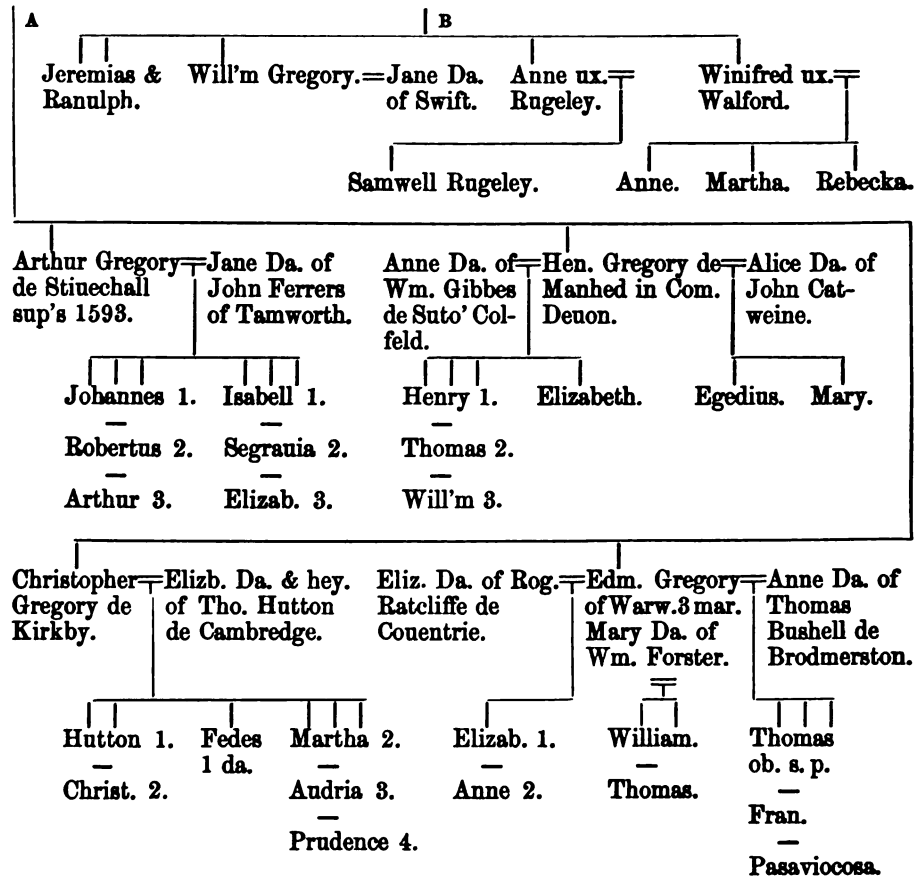 A
B
Jeremias &
Ranulph.
Will'm Gregory.=Jane Da.
of Swift.
Anne ux.=
Rugeley.
Winifred ux.=
Walford.
Samwell Rugeley.
Anne. Martha. Rebecka.
Arthur Gregory=Jane Da. of
de Stiuechall John Ferrers
sup's 1593. of Tamworth.
Anne Da. of=Hen. Gregory de=Alice Da. of
Wm. Gibbes Manhed in Com. John Cat-
de Suto' Col- Deuon. weine.
feld.
Johannes 1. Isabell 1. Henry 1. Elizabeth. Egedius. Mary.
Robertus 2. Segrauia 2. Thomas 2.
Arthur 3. Elizab. 3. Will'm 3.
Christopher=Elizb. Da. & hey.
Gregory de of Tho. Hutton
Kirkby. de Cambredge.
Eliz. Da. of Rog.=Edm. Gregory=Anne Da. of
Ratcliffe de of Warw. 3 mar. Thomas
Couentrie. Mary Da. of Bushell de
Wm. Forster. Brodmerston.
Hutton 1. Fedes Martha 2. Elizab. 1. William. Thomas
1 da. ob. s. p.
Christ. 2. Audria 3. Anne 2. Thomas.
Fran.
Prudence 4.
Pasaviocosa.